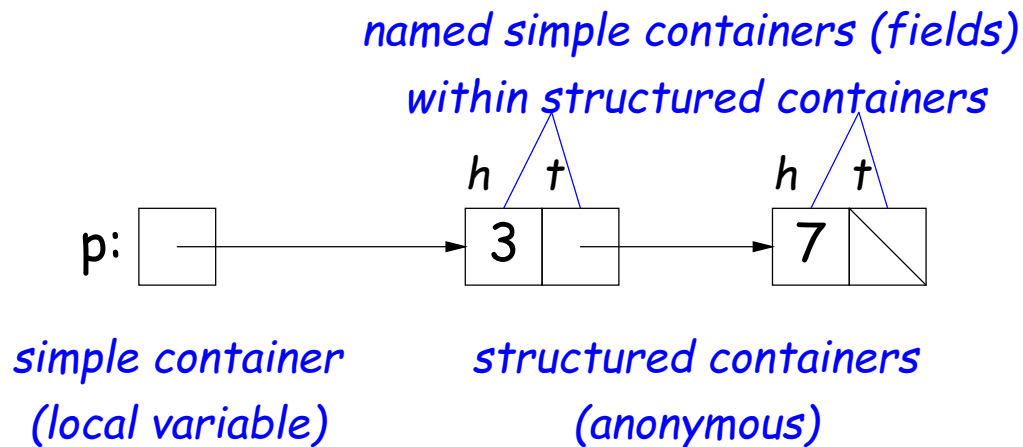 named simple containers (fields)
within structured containers
h t h t
p: 3 7
simple container structured containers
(local variable) (anonymous)